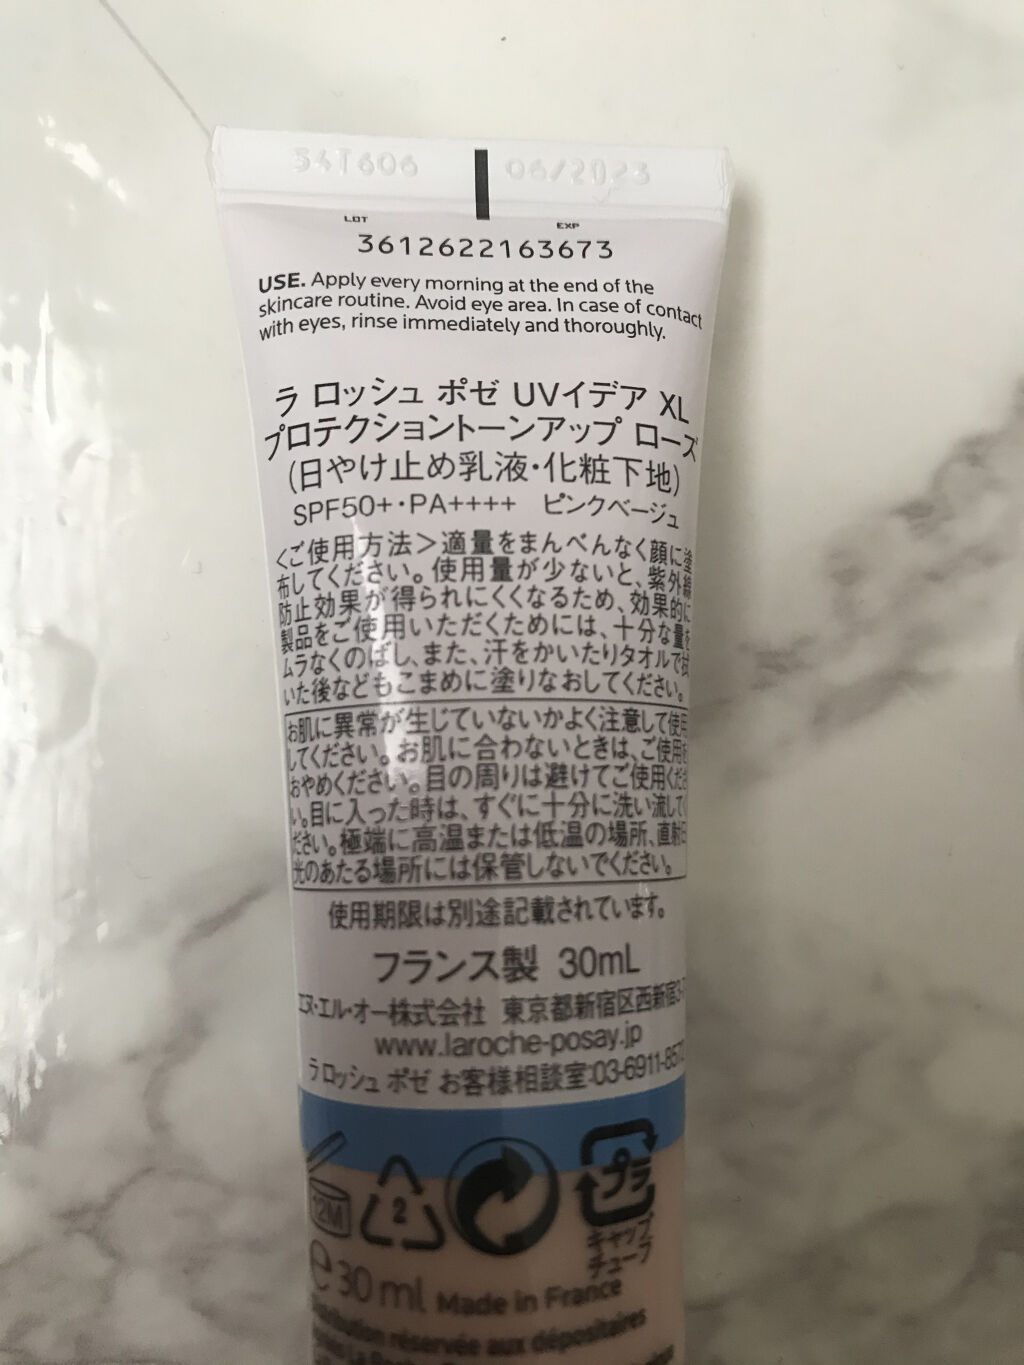 54T606 06/2023
LOT EXP
3612622163673
USE. Apply every morning at the end of the
skincare routine. Avoid eye area. In case of contact
with eyes, rinse immediately and thoroughly.
ラ ロッシュ ポゼ UVイデア XL
プロテクショントーンアップ ローズ
(日やけ止め乳液・化粧下地)
SPF50+・PA++++ ピンクベージュ
<ご使用方法>適量をまんべんなく顔に塗
布してください。使用量が少ないと、紫外線
防止効果が得られにくくなるため、効果的に
製品をご使用いただくためには、十分な量を
ムラなくのばし、また、汗をかいたりタオルで拭
いた後などもこまめに塗りなおしてください。
お肌に異常が生じていないかよく注意して使用
してください。お肌に合わないときは、ご使用を
おやめください。目の周りは避けてご使用くださ
い。目に入った時は、すぐに十分に洗い流してく
ださい。極端に高温または低温の場所、直射日
光のあたる場所には保管しないでください。
使用期限は別途記載されています。
フランス製 30mL
エヌ・エル・オー株式会社 東京都新宿区西新宿3-7
www.laroche-posay.jp
ラ ロッシュ ポゼ お客様相談室:03-6911-8572
12M 2 プラ
キャップ
チューブ
e 30 ml Made in France
réservée aux dépositaires